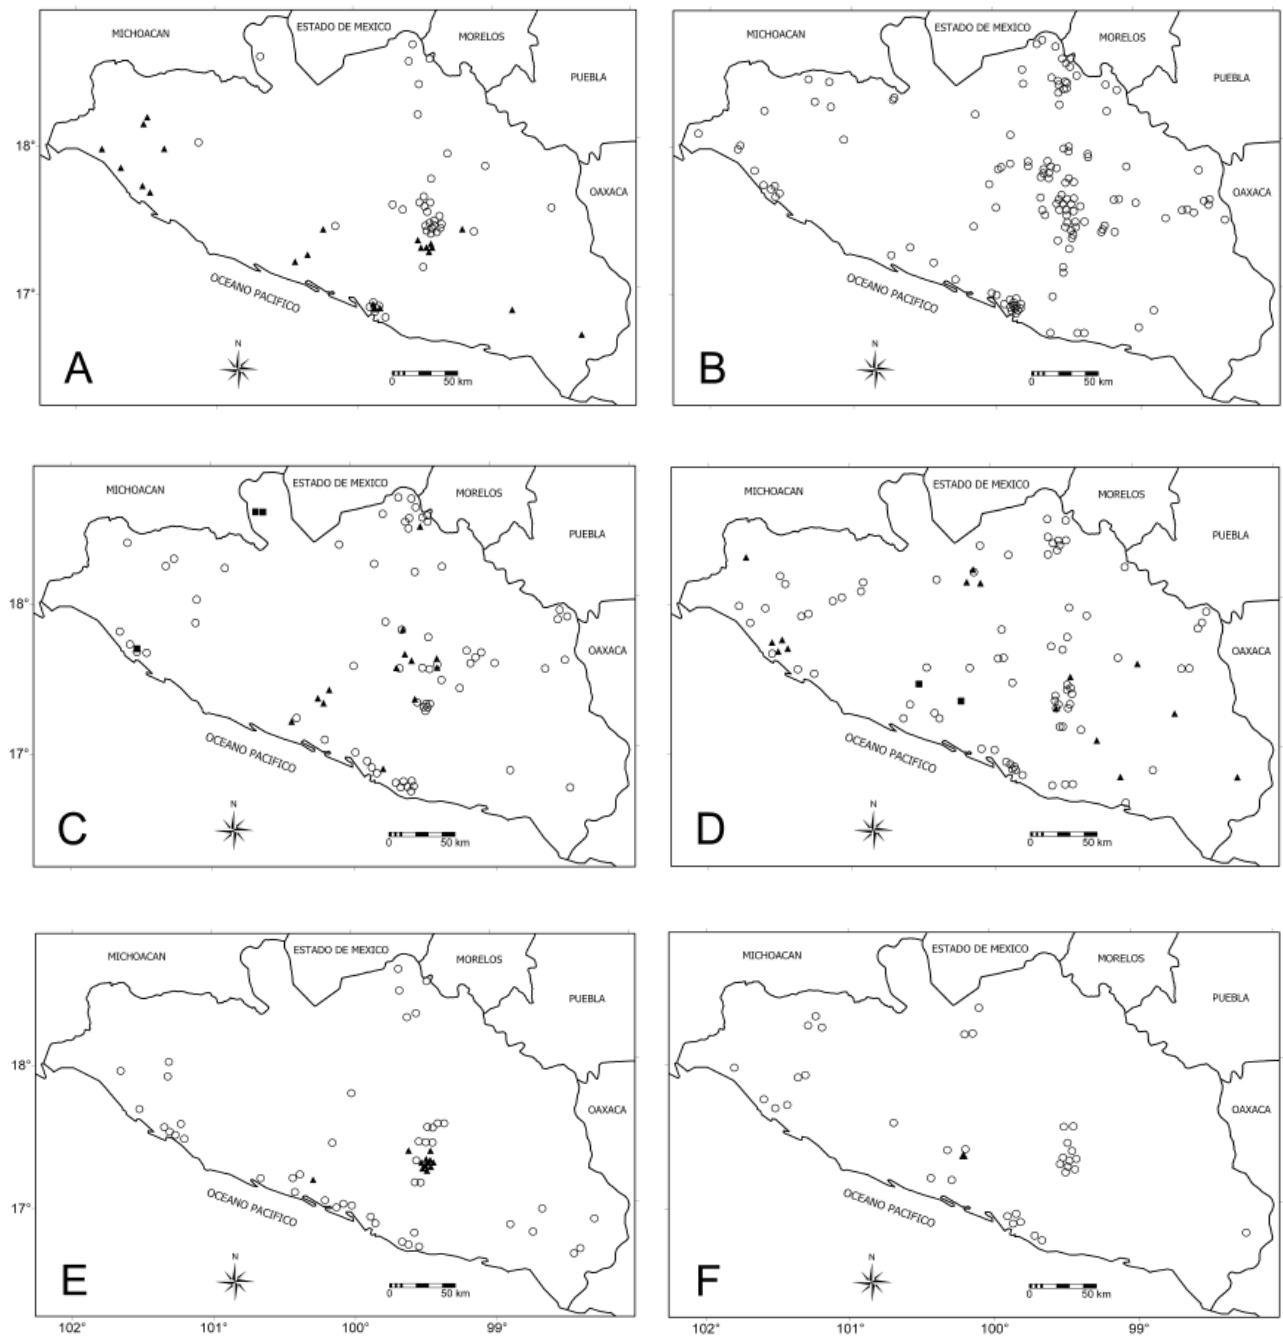 MICHOACAN
ESTADO DE MEXICO
MORELOS
PUEBLA
OAXACA
18°
17°
OCEANO PACIFICO
N
0 50 km
A
MICHOACAN
ESTADO DE MEXICO
MORELOS
PUEBLA
OAXACA
OCEANO PACIFICO
N
0 50 km
B
MICHOACAN
ESTADO DE MEXICO
MORELOS
PUEBLA
OAXACA
18°
17°
OCEANO PACIFICO
N
0 50 km
C
MICHOACAN
ESTADO DE MEXICO
MORELOS
PUEBLA
OAXACA
OCEANO PACIFICO
N
0 50 km
D
MICHOACAN
ESTADO DE MEXICO
MORELOS
PUEBLA
OAXACA
18°
17°
OCEANO PACIFICO
N
0 50 km
E
102° 101° 100° 99°
MICHOACAN
ESTADO DE MEXICO
MORELOS
PUEBLA
OAXACA
OCEANO PACIFICO
N
0 50 km
F
102° 101° 100° 99°